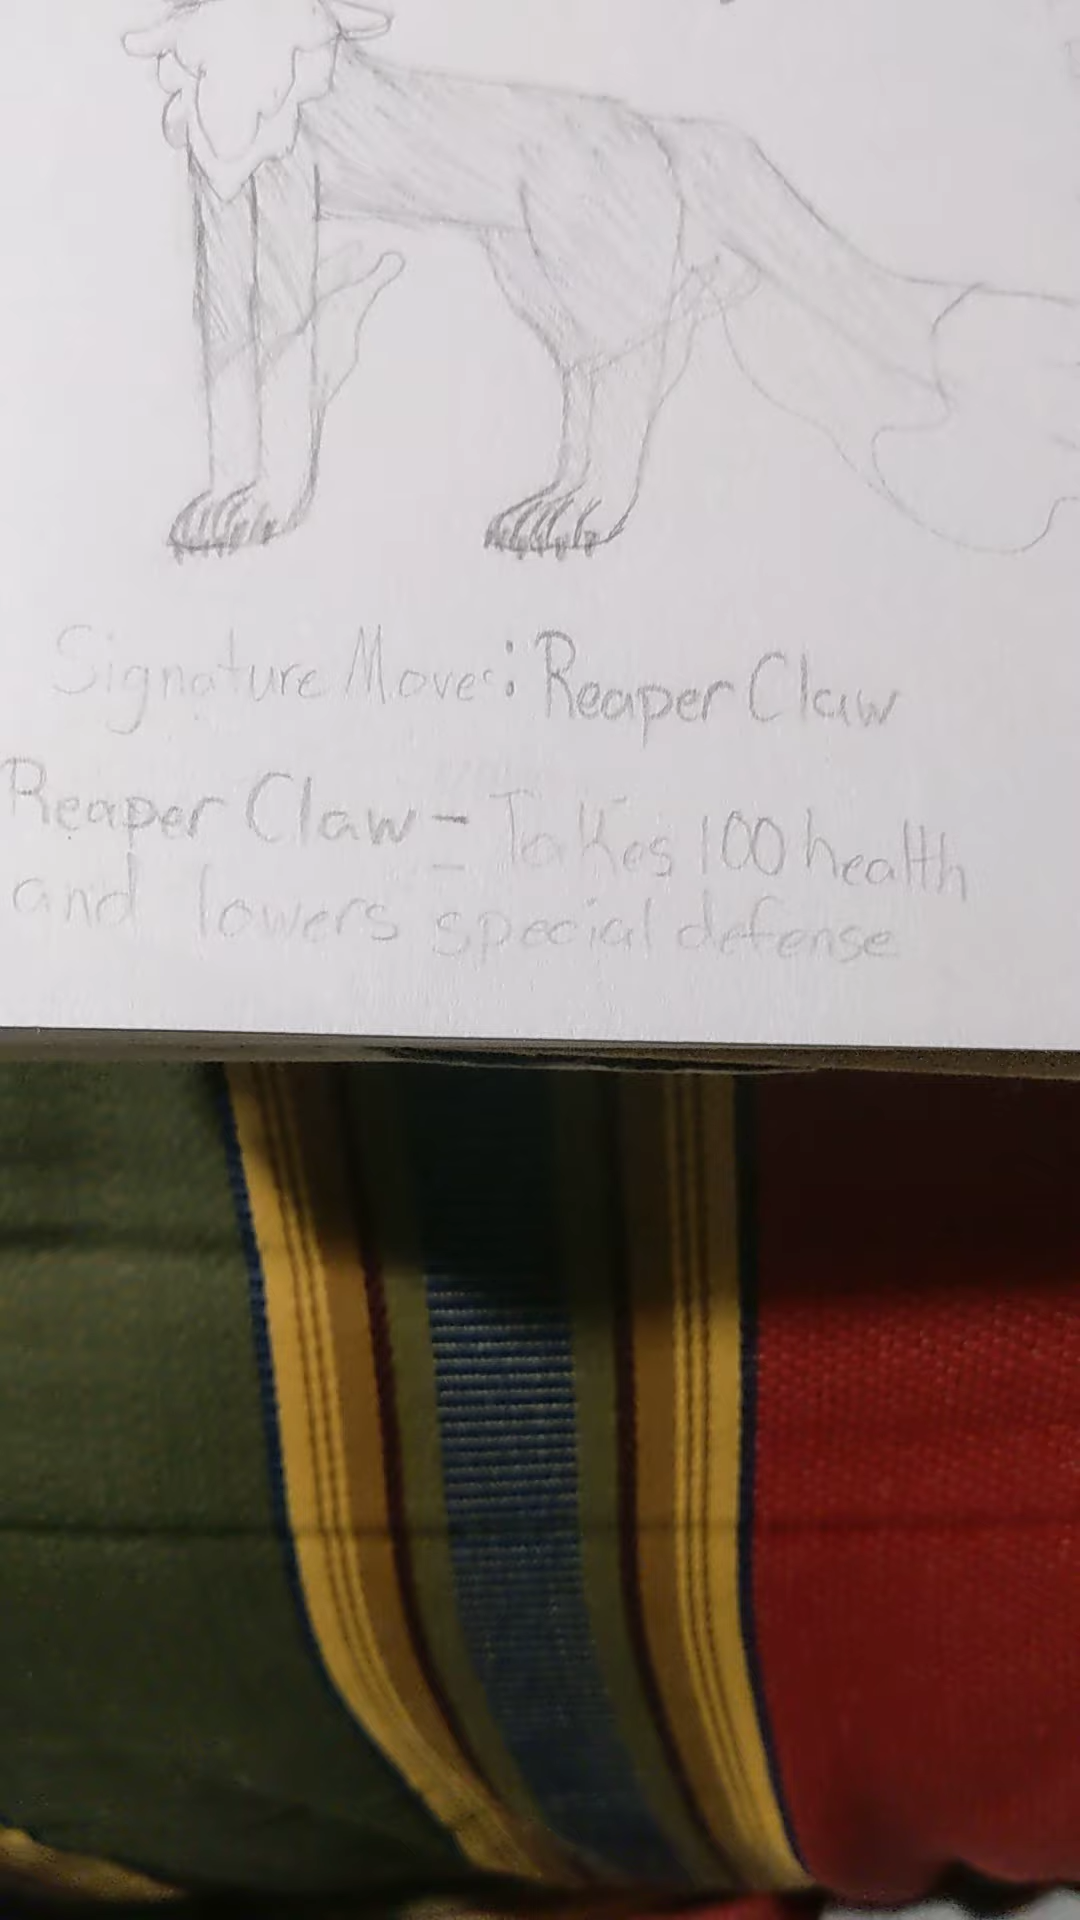 Signature Move: Reaper Claw
Reaper Claw = Takes 100 health
and lowers special defense